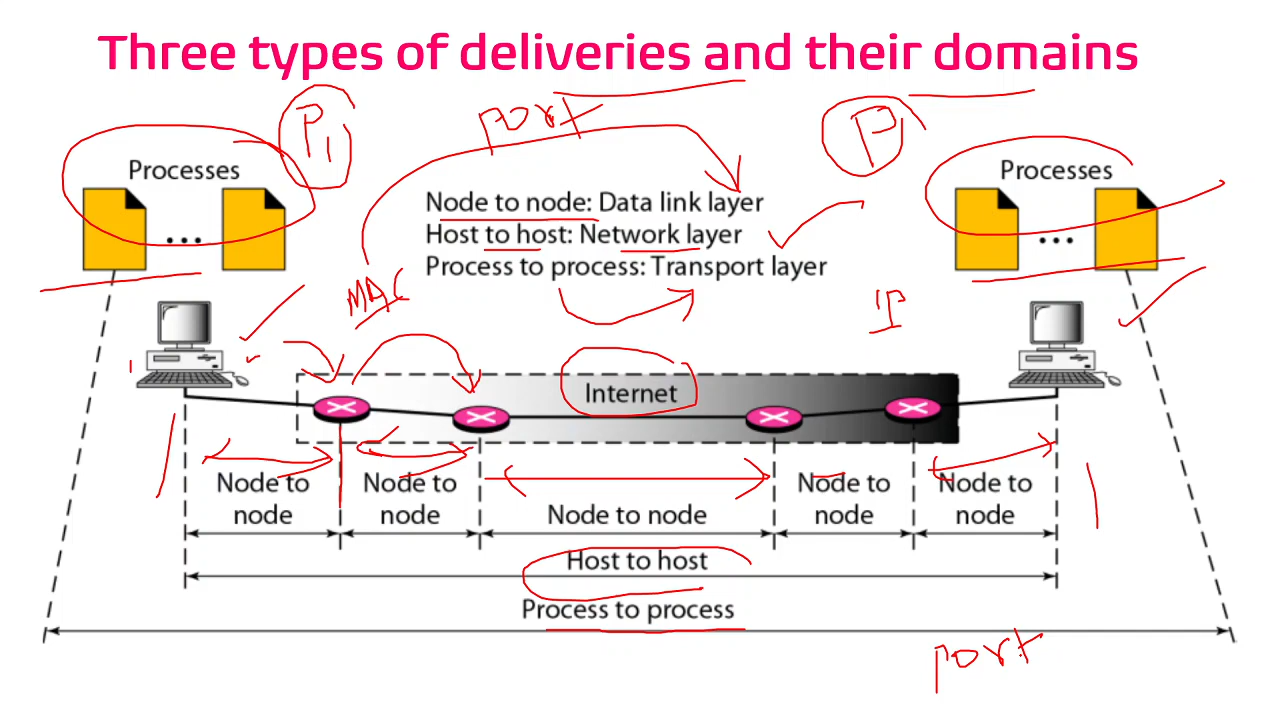 Three types of deliveries and their domains
P1
port
P1
Processes
Processes
Node to node: Data link layer
Host to host: Network layer
Process to process: Transport layer
MAC
IP
Internet
Node to node
Node to node
Node to node
Node to node
Node to node
Host to host
Process to process
port